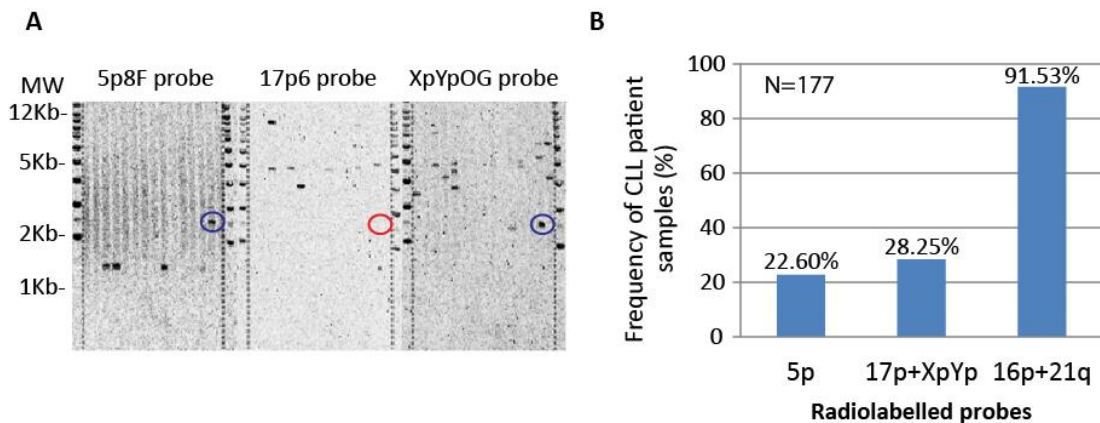 A
5p8F probe 17p6 probe XpYpOG probe
MW
12Kb-
5Kb-
2Kb-
1Kb-
B
Frequency of CLL patient
samples (%)
100
80
60
40
20
0
N=177
22.60%
28.25%
91.53%
5p 17p+XpYp 16p+21q
Radiolabelled probes